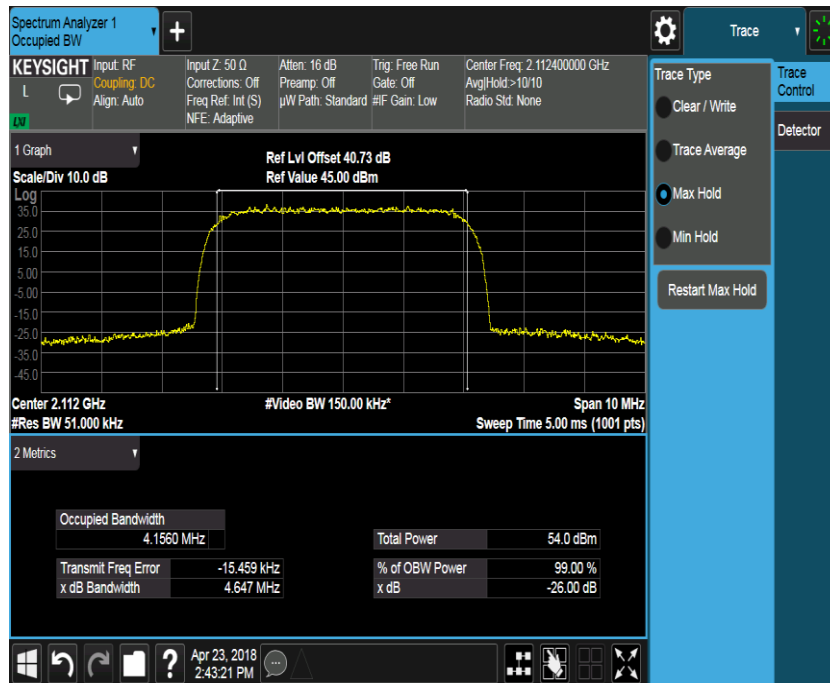 Spectrum Analyzer 1
Occupied BW
+
Trace
KEYSIGHT
L
LXI
Input: RF
Coupling: DC
Align: Auto
Input Z: 50 Ω
Corrections: Off
Freq Ref: Int (S)
NFE: Adaptive
Atten: 16 dB
Preamp: Off
µW Path: Standard
Trig: Free Run
Gate: Off
#IF Gain: Low
Center Freq: 2.112400000 GHz
Avg|Hold:>10/10
Radio Std: None
1 Graph
Scale/Div 10.0 dB
Ref Lvl Offset 40.73 dB
Ref Value 45.00 dBm
Log
35.0
25.0
15.0
5.00
-5.00
-15.0
-25.0
-35.0
-45.0
Center 2.112 GHz
#Video BW 150.00 kHz*
Span 10 MHz
#Res BW 51.000 kHz
Sweep Time 5.00 ms (1001 pts)
2 Metrics
Occupied Bandwidth
4.1560 MHz
Total Power 54.0 dBm
Transmit Freq Error -15.459 kHz
% of OBW Power 99.00 %
x dB Bandwidth 4.647 MHz
x dB -26.00 dB
Trace Type
Clear / Write
Trace Average
Max Hold
Min Hold
Restart Max Hold
Trace
Control
Detector
?
Apr 23, 2018
2:43:21 PM